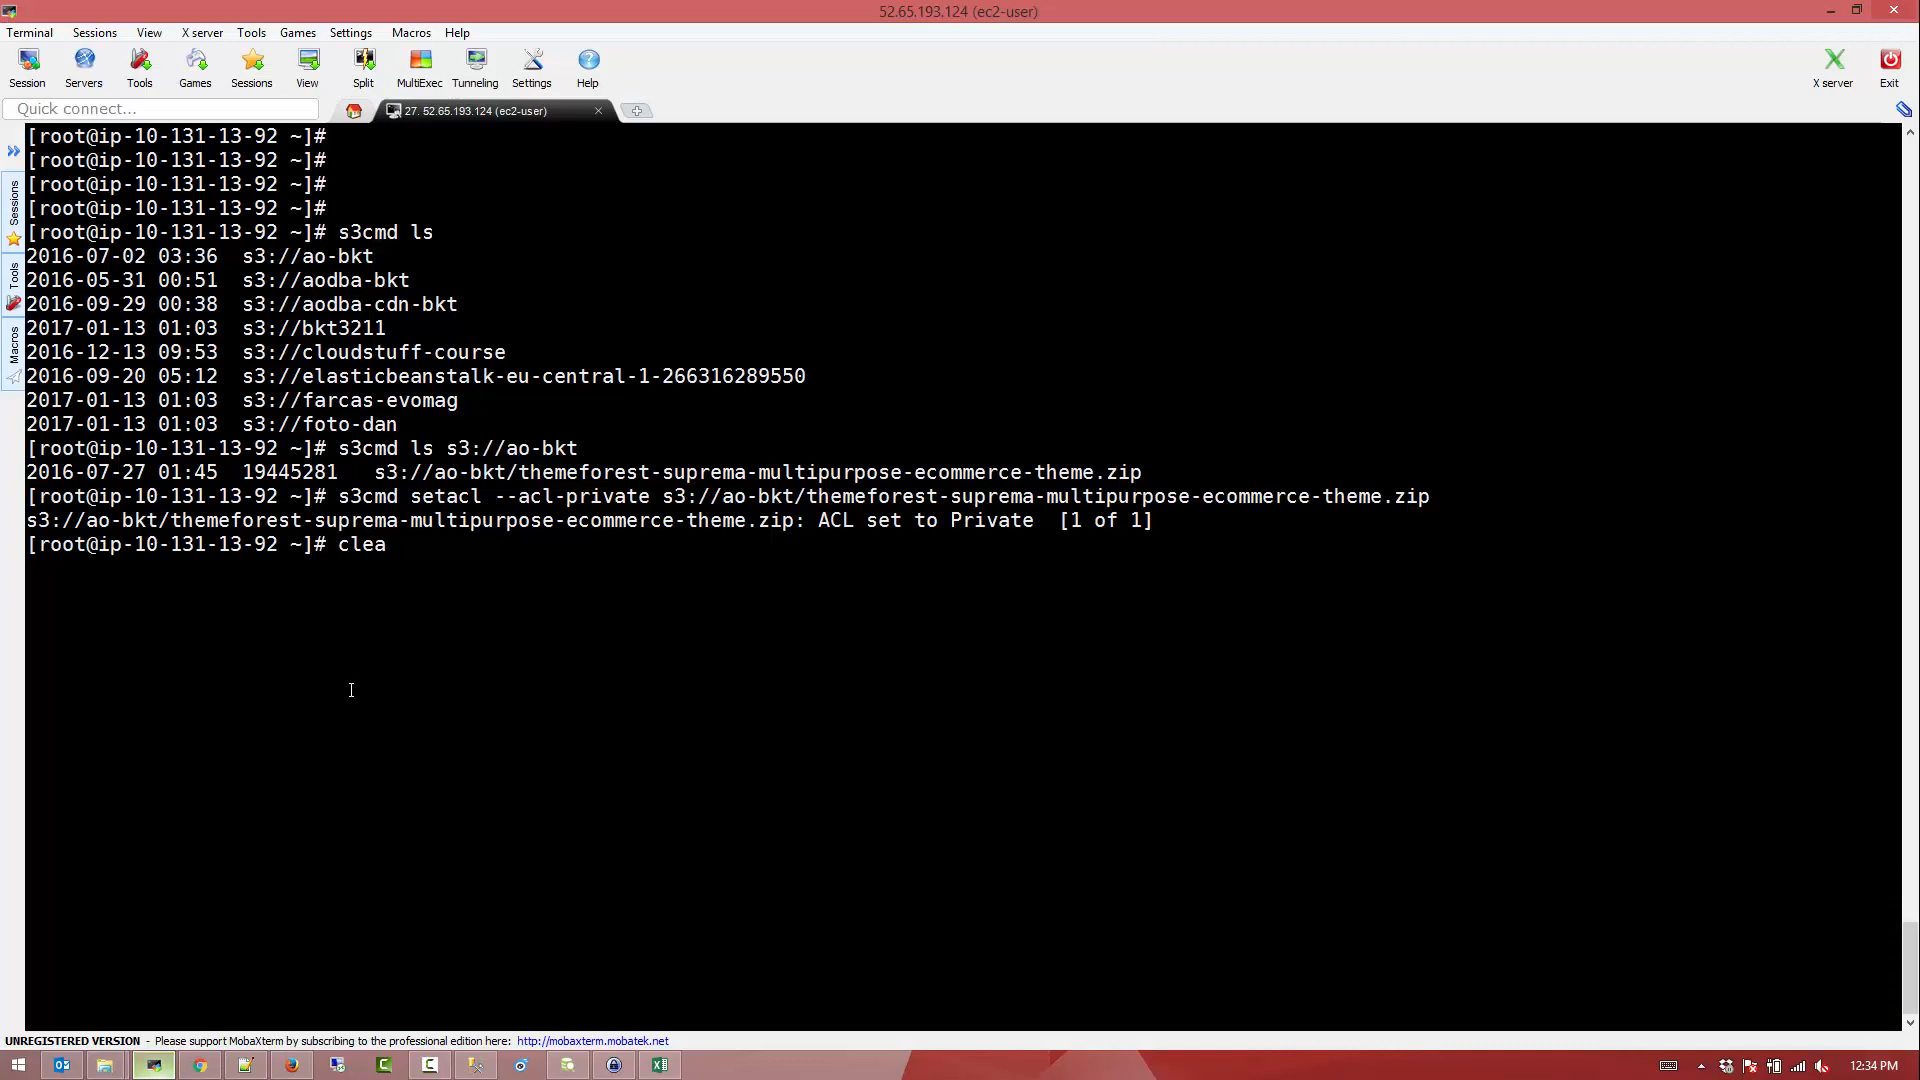 52.65.193.124 (ec2-user)
Terminal Sessions View X server Tools Games Settings Macros Help
Session Servers Tools Games Sessions View Split MultiExec Tunneling Settings Help X server Exit
Quick connect...
27. 52.65.193.124 (ec2-user)
Sessions
Tools
Macros
[root@ip-10-131-13-92 ~]#
[root@ip-10-131-13-92 ~]#
[root@ip-10-131-13-92 ~]#
[root@ip-10-131-13-92 ~]#
[root@ip-10-131-13-92 ~]# s3cmd ls
2016-07-02 03:36  s3://ao-bkt
2016-05-31 00:51  s3://aodba-bkt
2016-09-29 00:38  s3://aodba-cdn-bkt
2017-01-13 01:03  s3://bkt3211
2016-12-13 09:53  s3://cloudstuff-course
2016-09-20 05:12  s3://elasticbeanstalk-eu-central-1-266316289550
2017-01-13 01:03  s3://farcas-evomag
2017-01-13 01:03  s3://foto-dan
[root@ip-10-131-13-92 ~]# s3cmd ls s3://ao-bkt
2016-07-27 01:45  19445281   s3://ao-bkt/themeforest-suprema-multipurpose-ecommerce-theme.zip
[root@ip-10-131-13-92 ~]# s3cmd setacl --acl-private s3://ao-bkt/themeforest-suprema-multipurpose-ecommerce-theme.zip
s3://ao-bkt/themeforest-suprema-multipurpose-ecommerce-theme.zip: ACL set to Private  [1 of 1]
[root@ip-10-131-13-92 ~]# clea
UNREGISTERED VERSION - Please support MobaXterm by subscribing to the professional edition here: http://mobaxterm.mobatek.net
12:34 PM